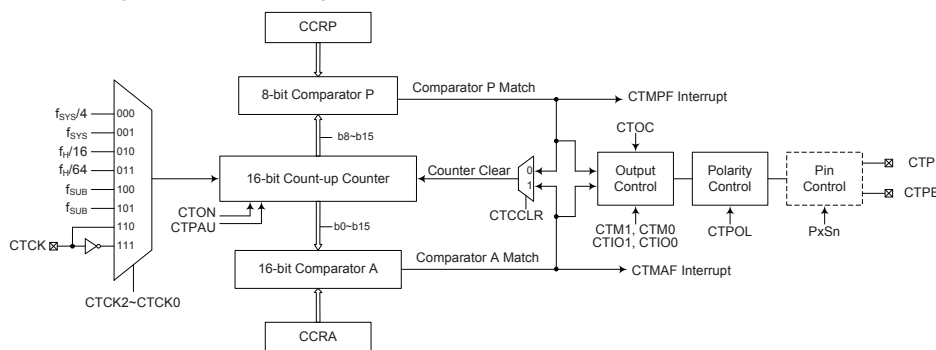 CCRP
8-bit Comparator P
Comparator P Match
CTMPF Interrupt
b8~b15
CTOC
fSYS/4
000
fSYS
001
fH/16
010
fH/64
011
fSUB
100
fSUB
101
110
CTCK
111
CTCK2~CTCK0
16-bit Count-up Counter
Counter Clear
0
1
CTCCLR
CTON
CTPAU
b0~b15
Output
Control
Polarity
Control
Pin
Control
CTP
CTPB
CTM1, CTM0
CTIO1, CTIO0
CTPOL
PxSn
16-bit Comparator A
Comparator A Match
CTMAF Interrupt
CCRA